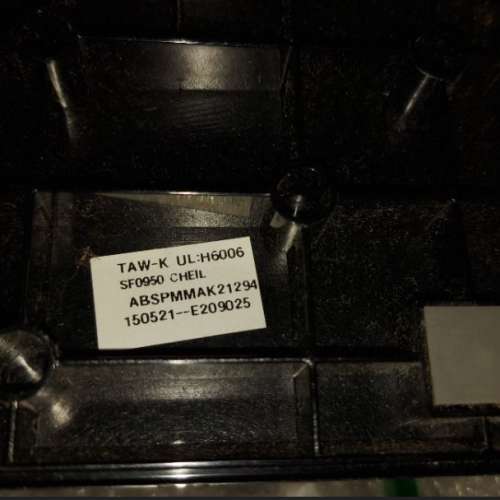 TAW-K UL:H6006
SF0950 CHEIL
ABSPMMAK21294
150521--E209025